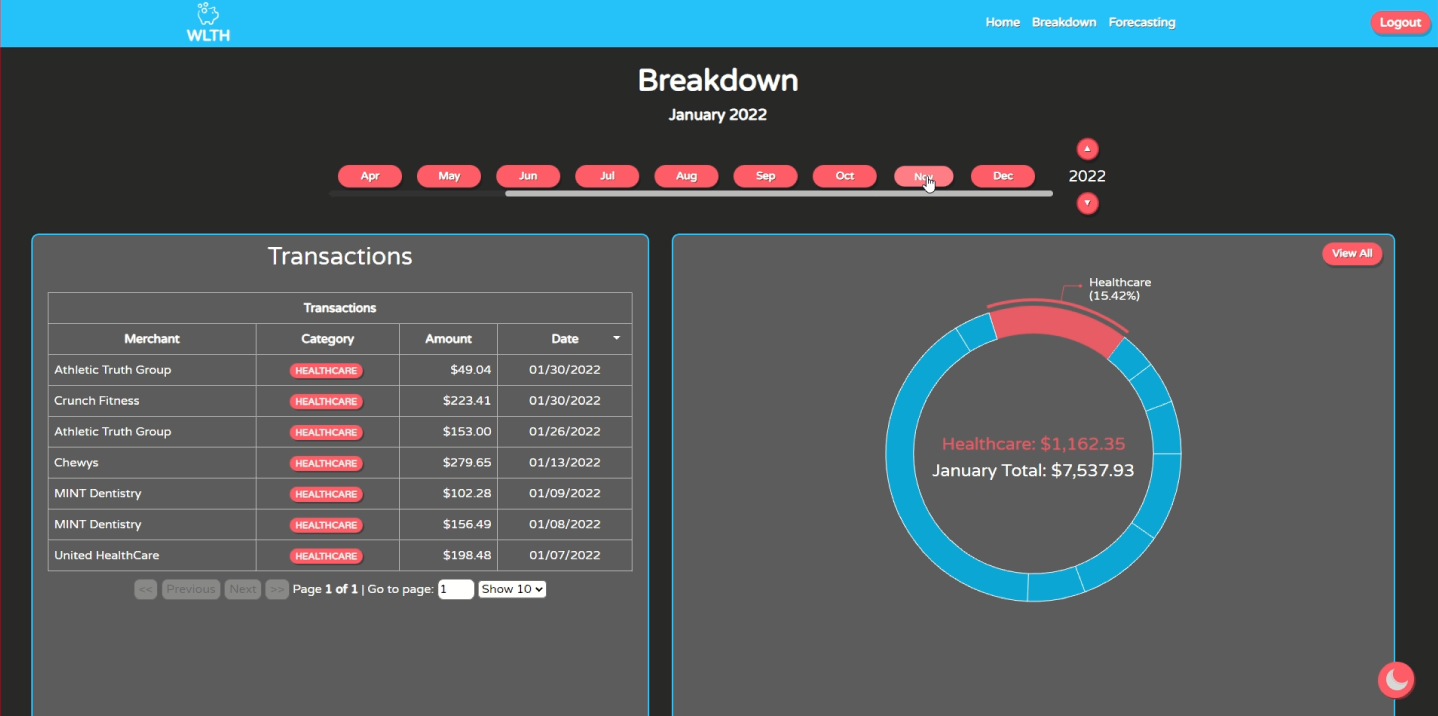 WLTH
Home Breakdown Forecasting
Logout
Breakdown
January 2022
Apr May Jun Jul Aug Sep Oct Nov Dec
2022
Transactions
View All
Transactions
Merchant Category Amount Date
Athletic Truth Group HEALTHCARE $49.04 01/30/2022
Crunch Fitness HEALTHCARE $223.41 01/30/2022
Athletic Truth Group HEALTHCARE $153.00 01/26/2022
Chewys HEALTHCARE $279.65 01/13/2022
MINT Dentistry HEALTHCARE $102.28 01/09/2022
MINT Dentistry HEALTHCARE $156.49 01/08/2022
United HealthCare HEALTHCARE $198.48 01/07/2022
<< Previous Next >> Page 1 of 1 | Go to page: 1 Show 10
Healthcare
(15.42%)
Healthcare: $1,162.35
January Total: $7,537.93